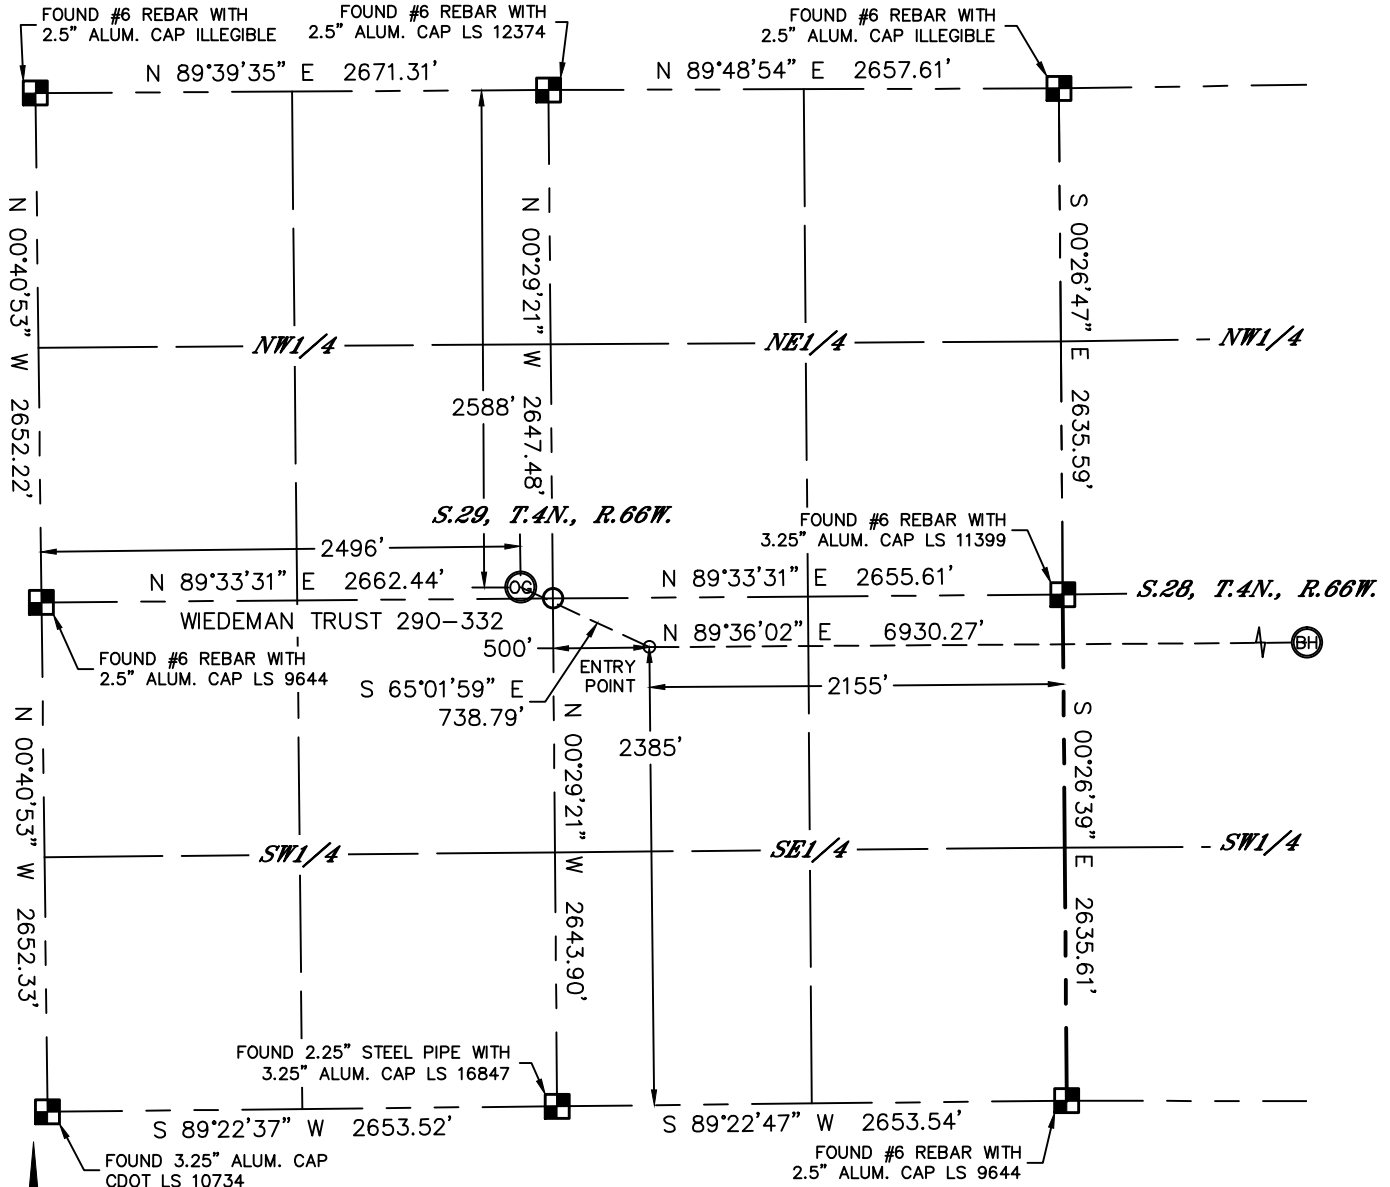 FOUND #6 REBAR WITH
2.5" ALUM. CAP ILLEGIBLE
FOUND #6 REBAR WITH
2.5" ALUM. CAP LS 12374
FOUND #6 REBAR WITH
2.5" ALUM. CAP ILLEGIBLE
N 89°39'35" E 2671.31'
N 89°48'54" E 2657.61'
N 00°40'53" W 2652.22'
N 00°29'21" W 2647.48'
S 00°26'47" E 2635.59'
NW1/4
NE1/4
NW1/4
2588'
S.29, T.4N., R.66W.
FOUND #6 REBAR WITH
3.25" ALUM. CAP LS 11399
2496'
N 89°33'31" E 2662.44'
OG
N 89°33'31" E 2655.61'
S.28, T.4N., R.66W.
WIEDEMAN TRUST 290-332
500'
N 89°36'02" E 6930.27'
BH
FOUND #6 REBAR WITH
2.5" ALUM. CAP LS 9644
ENTRY
POINT
S 65°01'59" E
738.79'
2155'
2385'
N 00°40'53" W 2652.33'
N 00°29'21" W 2643.90'
S 00°26'39" E 2635.61'
SW1/4
SE1/4
SW1/4
FOUND 2.25" STEEL PIPE WITH
3.25" ALUM. CAP LS 16847
S 89°22'37" W 2653.52'
S 89°22'47" W 2653.54'
FOUND 3.25" ALUM. CAP
CDOT LS 10734
FOUND #6 REBAR WITH
2.5" ALUM. CAP LS 9644